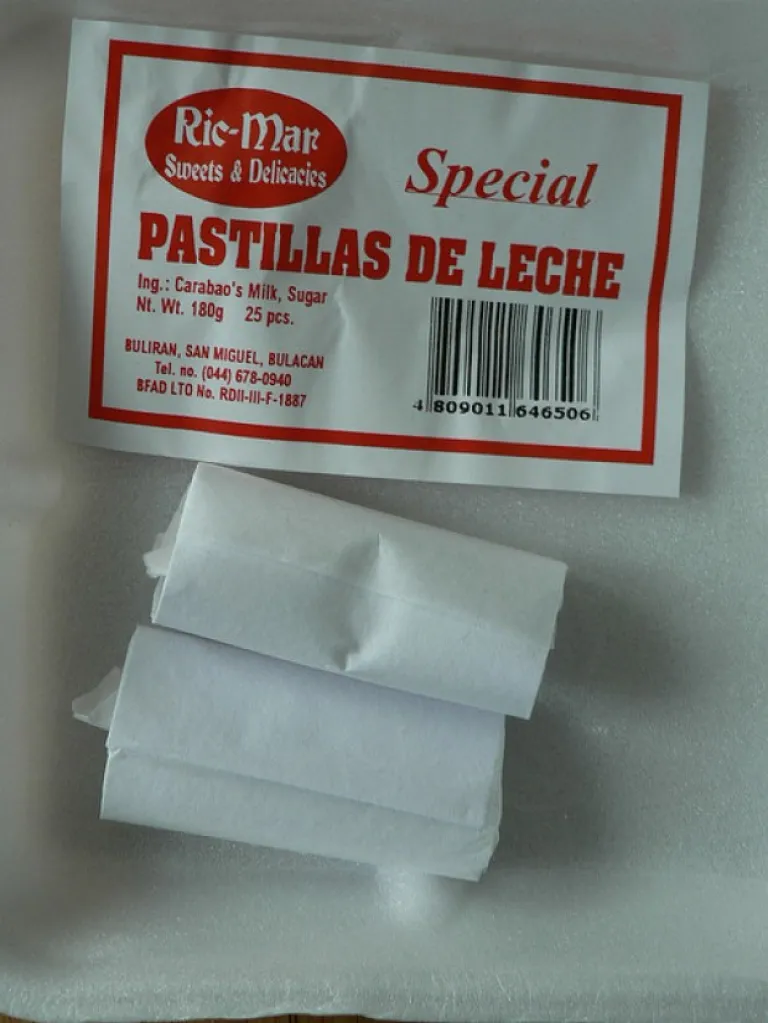 Ric-Mar
Sweets & Delicacies
Special
PASTILLAS DE LECHE
Ing.: Carabao's Milk, Sugar
Nt. Wt. 180g 25 pcs.
BULIRAN, SAN MIGUEL, BULACAN
Tel. no. (044) 678-0940
BFAD LTO No. RDII-III-F-1887
4 809011 646506